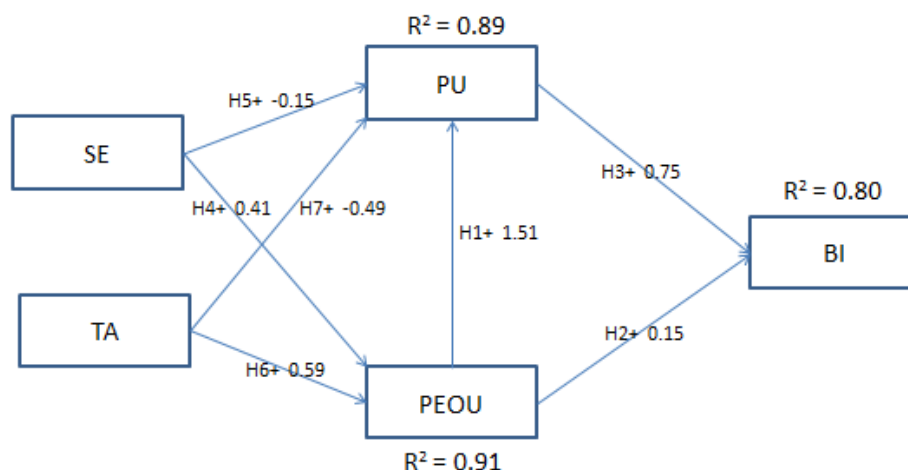 R² = 0.89
PU
H5+ -0.15
SE
H3+ 0.75
H4+ 0.41
H7+ -0.49
R² = 0.80
H1+ 1.51
BI
TA
H2+ 0.15
H6+ 0.59
PEOU
R² = 0.91